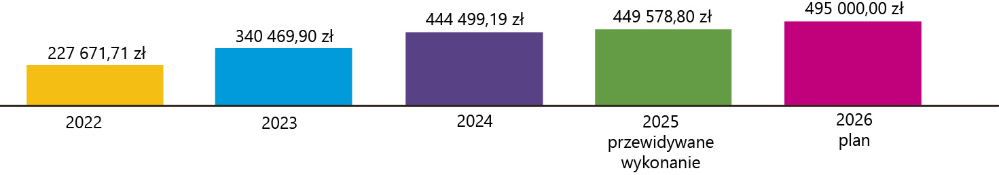 227 671,71 zł
340 469,90 zł
444 499,19 zł
449 578,80 zł
495 000,00 zł
2022
2023
2024
2025
przewidywane
wykonanie
2026
plan